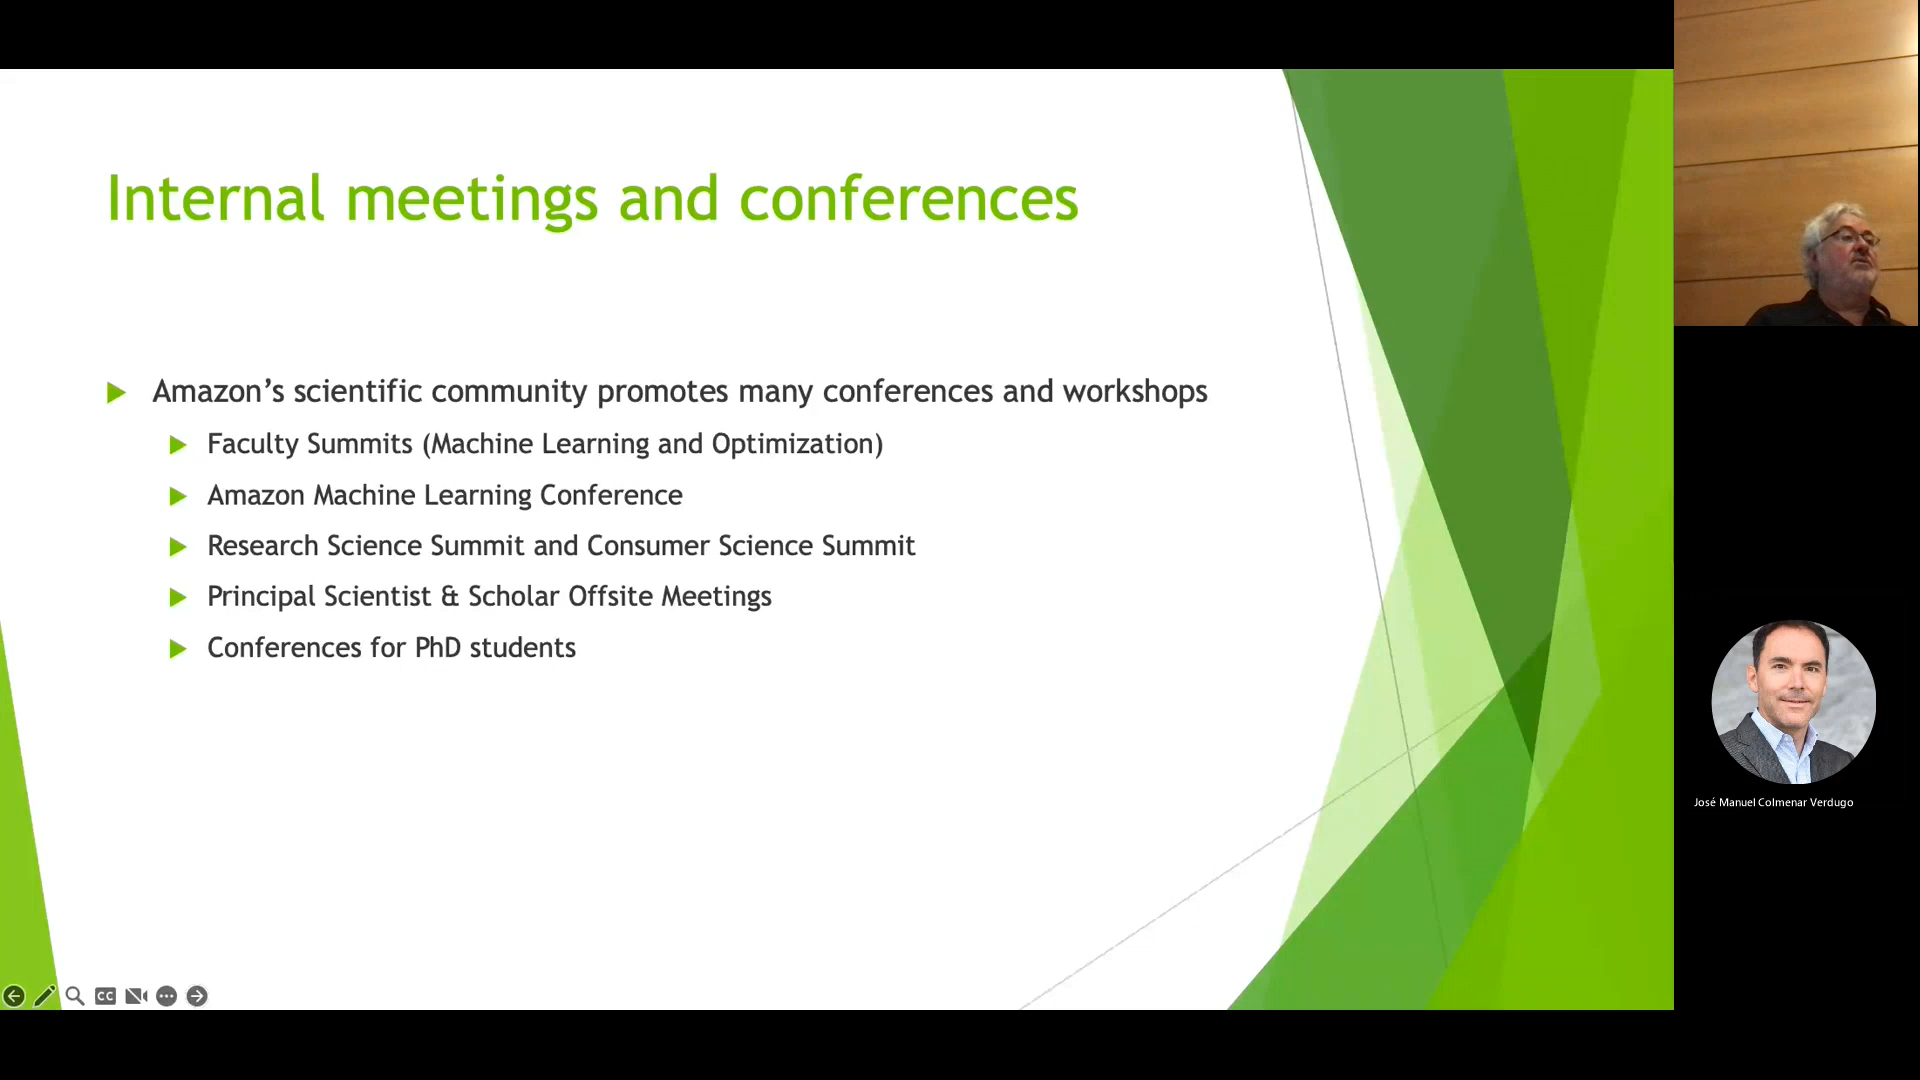 Internal meetings and conferences
Amazon’s scientific community promotes many conferences and workshops
Faculty Summits (Machine Learning and Optimization)
Amazon Machine Learning Conference
Research Science Summit and Consumer Science Summit
Principal Scientist & Scholar Offsite Meetings
Conferences for PhD students
CC
José Manuel Colmenar Verdugo